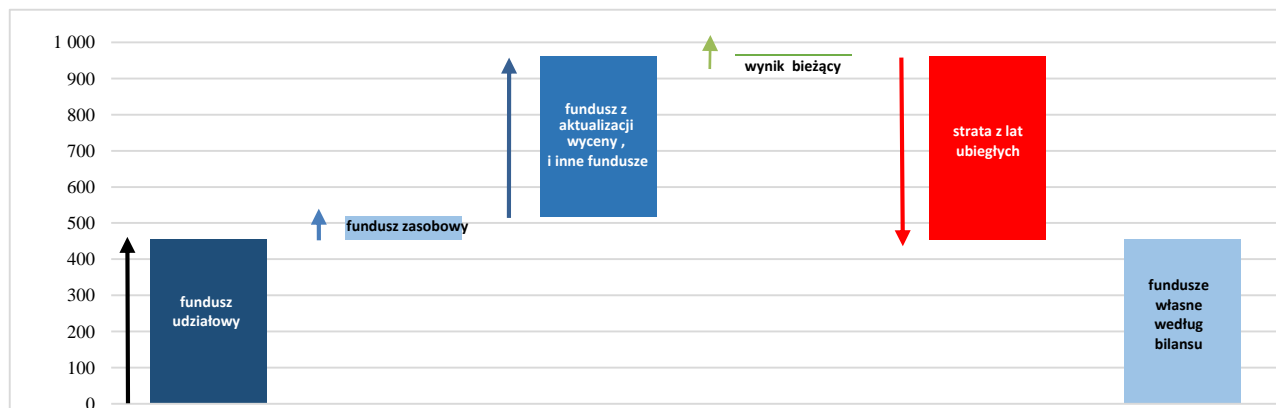 1 000
900
800
700
600
500
400
300
200
100
0
fundusz
udziałowy
fundusz zasobowy
fundusz z
aktualizacji
wyceny ,
i inne fundusze
wynik bieżący
strata z lat
ubiegłych
fundusze
własne
według
bilansu